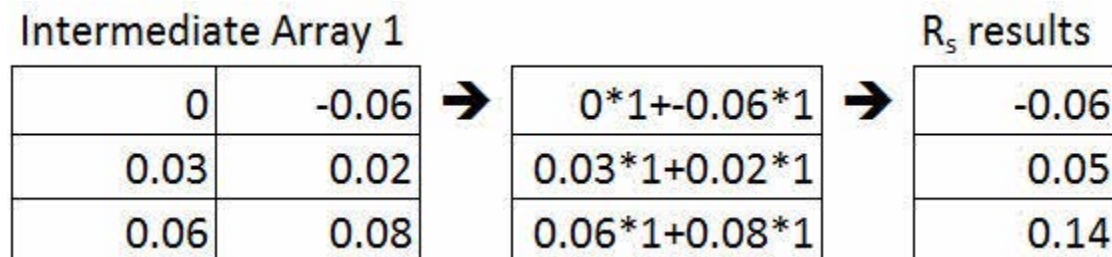 Intermediate Array 1 Rs results
0 -0.06 ➔ 0*1+-0.06*1 ➔ -0.06
0.03 0.02 0.03*1+0.02*1 0.05
0.06 0.08 0.06*1+0.08*1 0.14